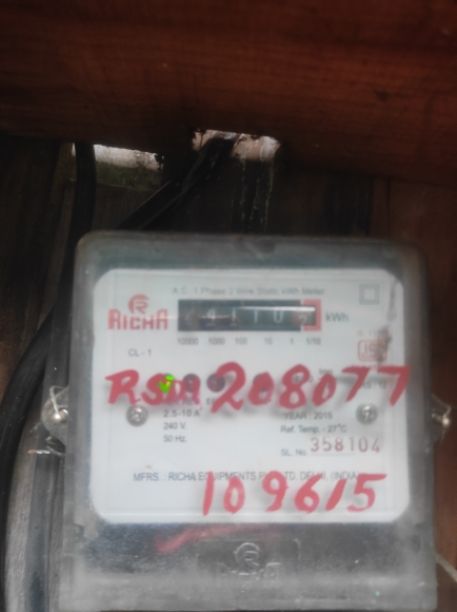 A.C. 1 Phase 2 Wire Static kWh Meter
RICHA
kWh
10000 1000 100 10 1 1/10
CL - 1
RSM 208077
2.5-10 A
240 V.
50 Hz.
YEAR : 2015
Ref. Temp. - 27°C
SL. No. 358104
MFRS. : RICHA EQUIPMENTS PVT. LTD. DELHI, (INDIA)
109615